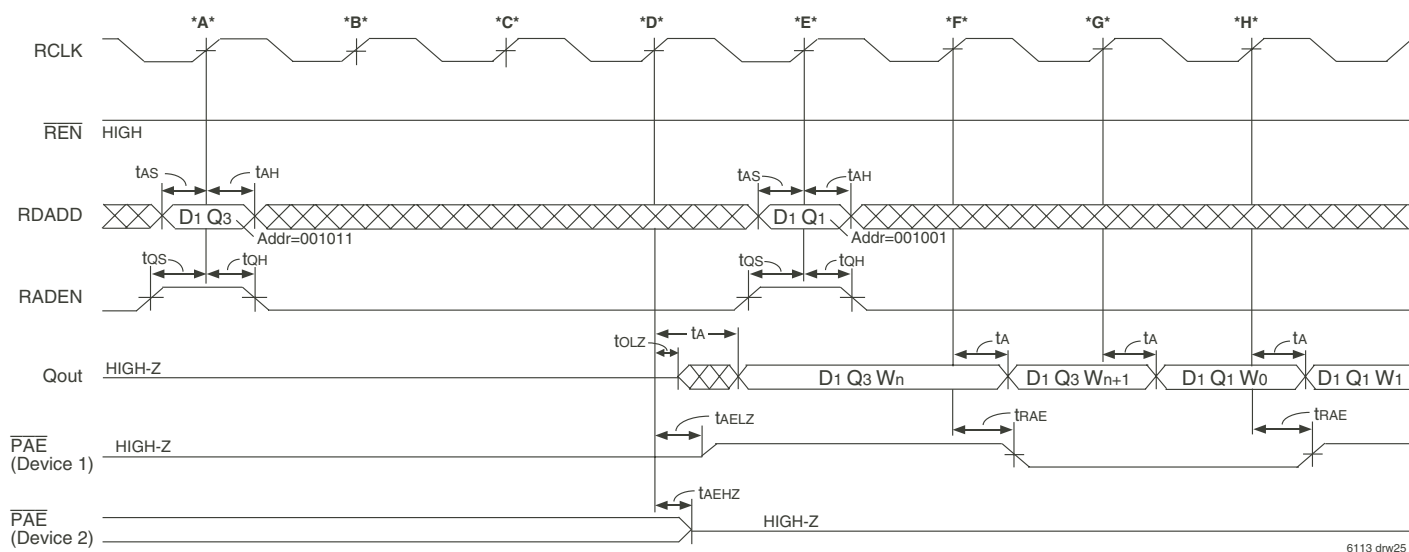 *A* *B* *C* *D* *E* *F* *G* *H*
RCLK
REN HIGH
tAS tAH tAS tAH
RDADD D1 Q3 D1 Q1
Addr=001011 Addr=001001
tQS tQH tQS tQH
RADEN
tA
tOLZ tA tA tA
Qout HIGH-Z D1 Q3 Wn D1 Q3 Wn+1 D1 Q1 W0 D1 Q1 W1
tAELZ tRAE tRAE
PAE HIGH-Z
(Device 1)
tAEHZ
PAE HIGH-Z
(Device 2)
6113 drw25